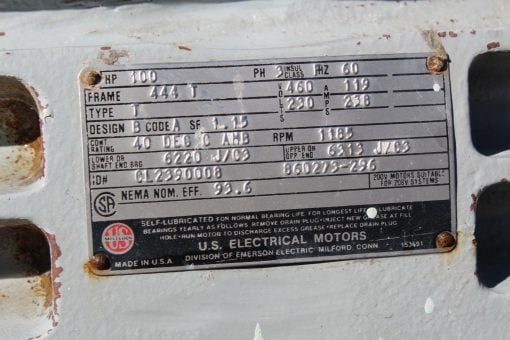 HP 100 PH 3 INSUL CLASS HZ 60
FRAME 444 T VOLTS 460 AMPS 119
TYPE T 230 238
DESIGN B CODE A SF 1.15
CONT RATING 40 DEG C AMB RPM 1185
LOWER OR SHAFT END BRG 6220 J/C3 UPPER OR OPP END 6313 J/C3
ID# 860273-296 200V MOTORS SUITABLE FOR 208V SYSTEMS
NEMA NOM. EFF. 93.6
SELF-LUBRICATED FOR NORMAL BEARING LIFE FOR LONGEST LIFE LUBRICATE
BEARINGS YEARLY AS FOLLOWS REMOVE DRAIN PLUG INJECT NEW GREASE AT FILL
HOLE RUN MOTOR TO DISCHARGE EXCESS GREASE REPLACE DRAIN PLUG
US MOTORS
U.S. ELECTRICAL MOTORS
MADE IN U.S.A. DIVISION OF EMERSON ELECTRIC MILFORD, CONN.